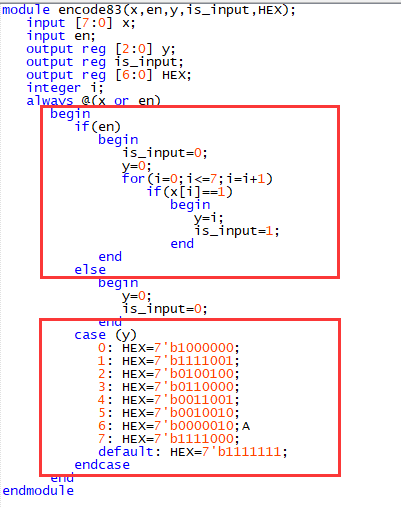 module encode83(x,en,y,is_input,HEX);
input [7:0] x;
input en;
output reg [2:0] y;
output reg is_input;
output reg [6:0] HEX;
integer i;
always @(x or en)
begin
if(en)
begin
is_input=0;
y=0;
for(i=0;i<=7;i=i+1)
if(x[i]==1)
begin
y=i;
is_input=1;
end
end
else
begin
y=0;
is_input=0;
end
case (y)
0: HEX=7'b1000000;
1: HEX=7'b1111001;
2: HEX=7'b0100100;
3: HEX=7'b0110000;
4: HEX=7'b0011001;
5: HEX=7'b0010010;
6: HEX=7'b0000010;A
7: HEX=7'b1111000;
default: HEX=7'b1111111;
endcase
end
endmodule